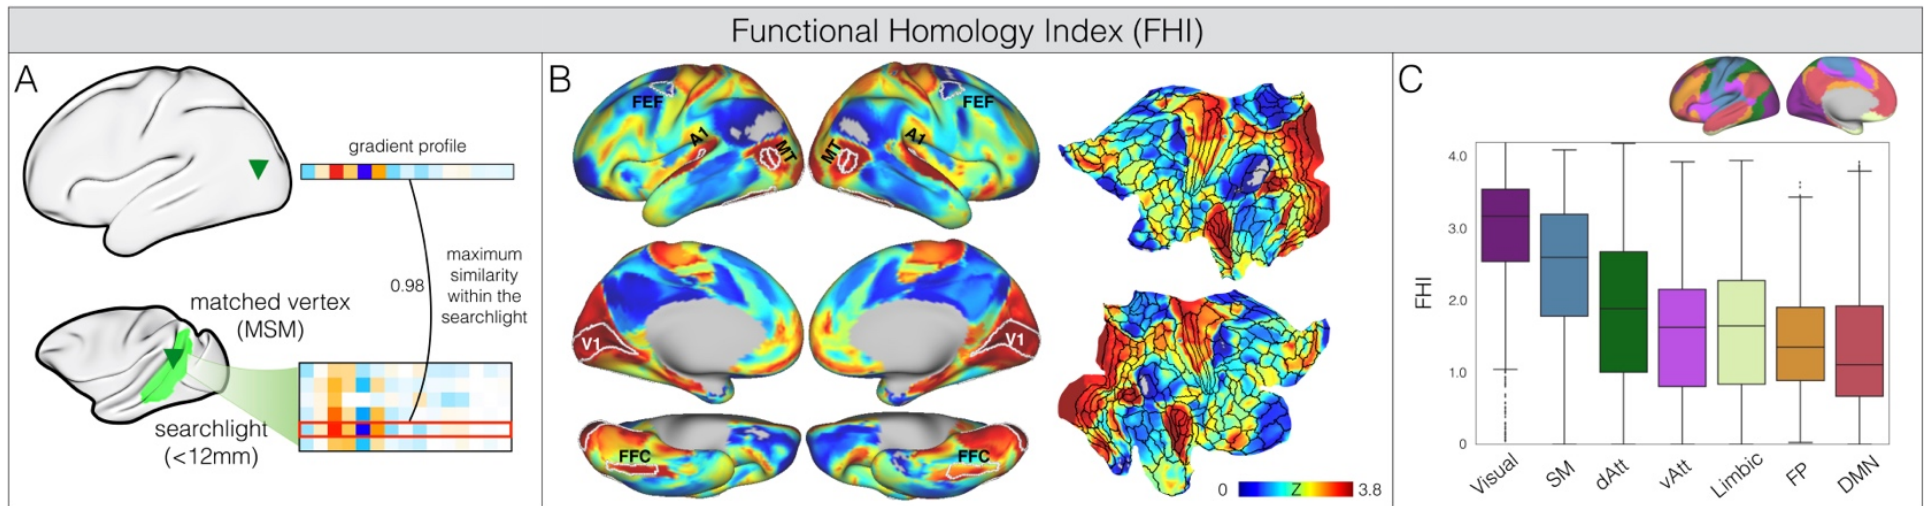 Functional Homology Index (FHI)
A
gradient profile
0.98
maximum
similarity
within the
searchlight
matched vertex
(MSM)
searchlight
(<12mm)
B
FEF
FEF
A1
A1
MT
MT
V1
V1
FFC
FFC
0
Z
3.8
C
FHI
4.0
3.0
2.0
1.0
0
Visual
SM
dAtt
vAtt
Limbic
FP
DMN